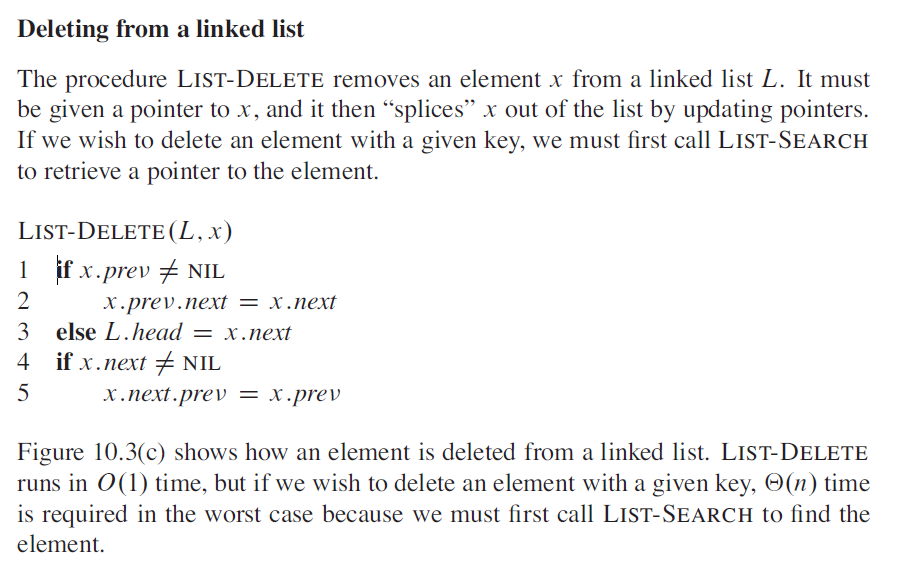 Deleting from a linked list
The procedure LIST-DELETE removes an element x from a linked list L. It must
be given a pointer to x, and it then “splices” x out of the list by updating pointers.
If we wish to delete an element with a given key, we must first call LIST-SEARCH
to retrieve a pointer to the element.
LIST-DELETE(L, x)
1 if x.prev ≠ NIL
2 x.prev.next = x.next
3 else L.head = x.next
4 if x.next ≠ NIL
5 x.next.prev = x.prev
Figure 10.3(c) shows how an element is deleted from a linked list. LIST-DELETE
runs in O(1) time, but if we wish to delete an element with a given key, Θ(n) time
is required in the worst case because we must first call LIST-SEARCH to find the
element.